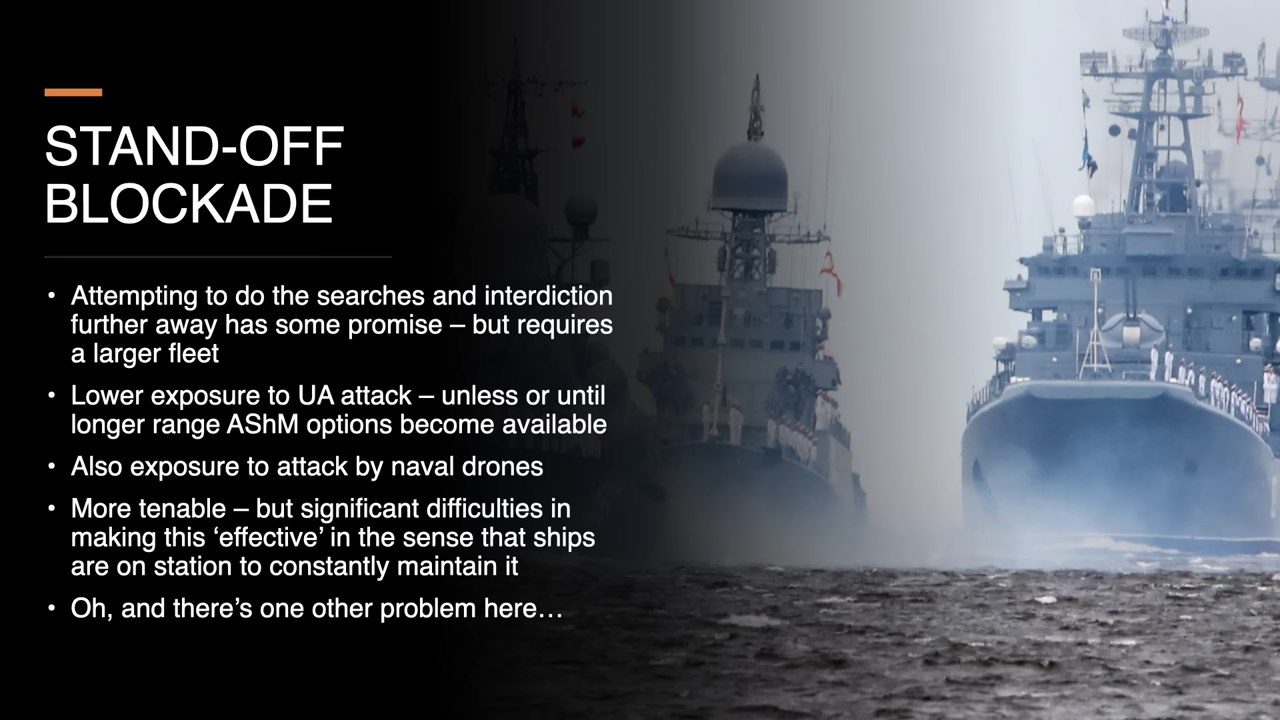 STAND-OFF
BLOCKADE
• Attempting to do the searches and interdiction
further away has some promise – but requires
a larger fleet
• Lower exposure to UA attack – unless or until
longer range AShM options become available
• Also exposure to attack by naval drones
• More tenable – but significant difficulties in
making this ‘effective’ in the sense that ships
are on station to constantly maintain it
• Oh, and there’s one other problem here…